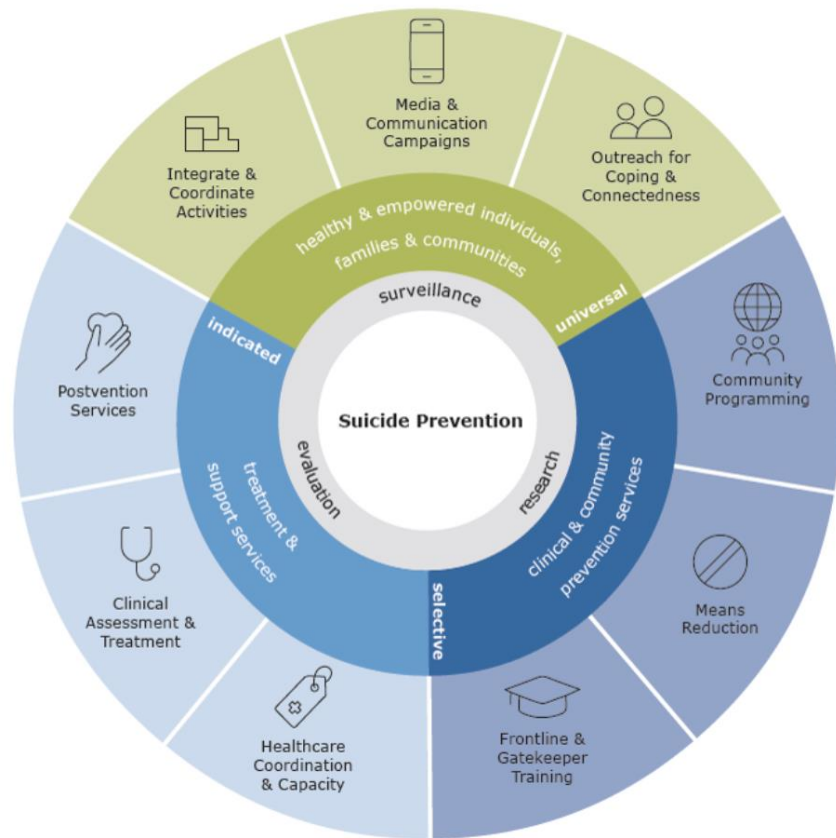 Media &
Communication
Campaigns
Outreach for
Coping &
Connectedness
Community
Programming
Means
Reduction
Frontline &
Gatekeeper
Training
Healthcare
Coordination
& Capacity
Clinical
Assessment &
Treatment
Postvention
Services
Integrate &
Coordinate
Activities
healthy & empowered individuals,
families & communities
universal
clinical & community
prevention services
selective
treatment &
support services
indicated
surveillance
research
evaluation
Suicide Prevention